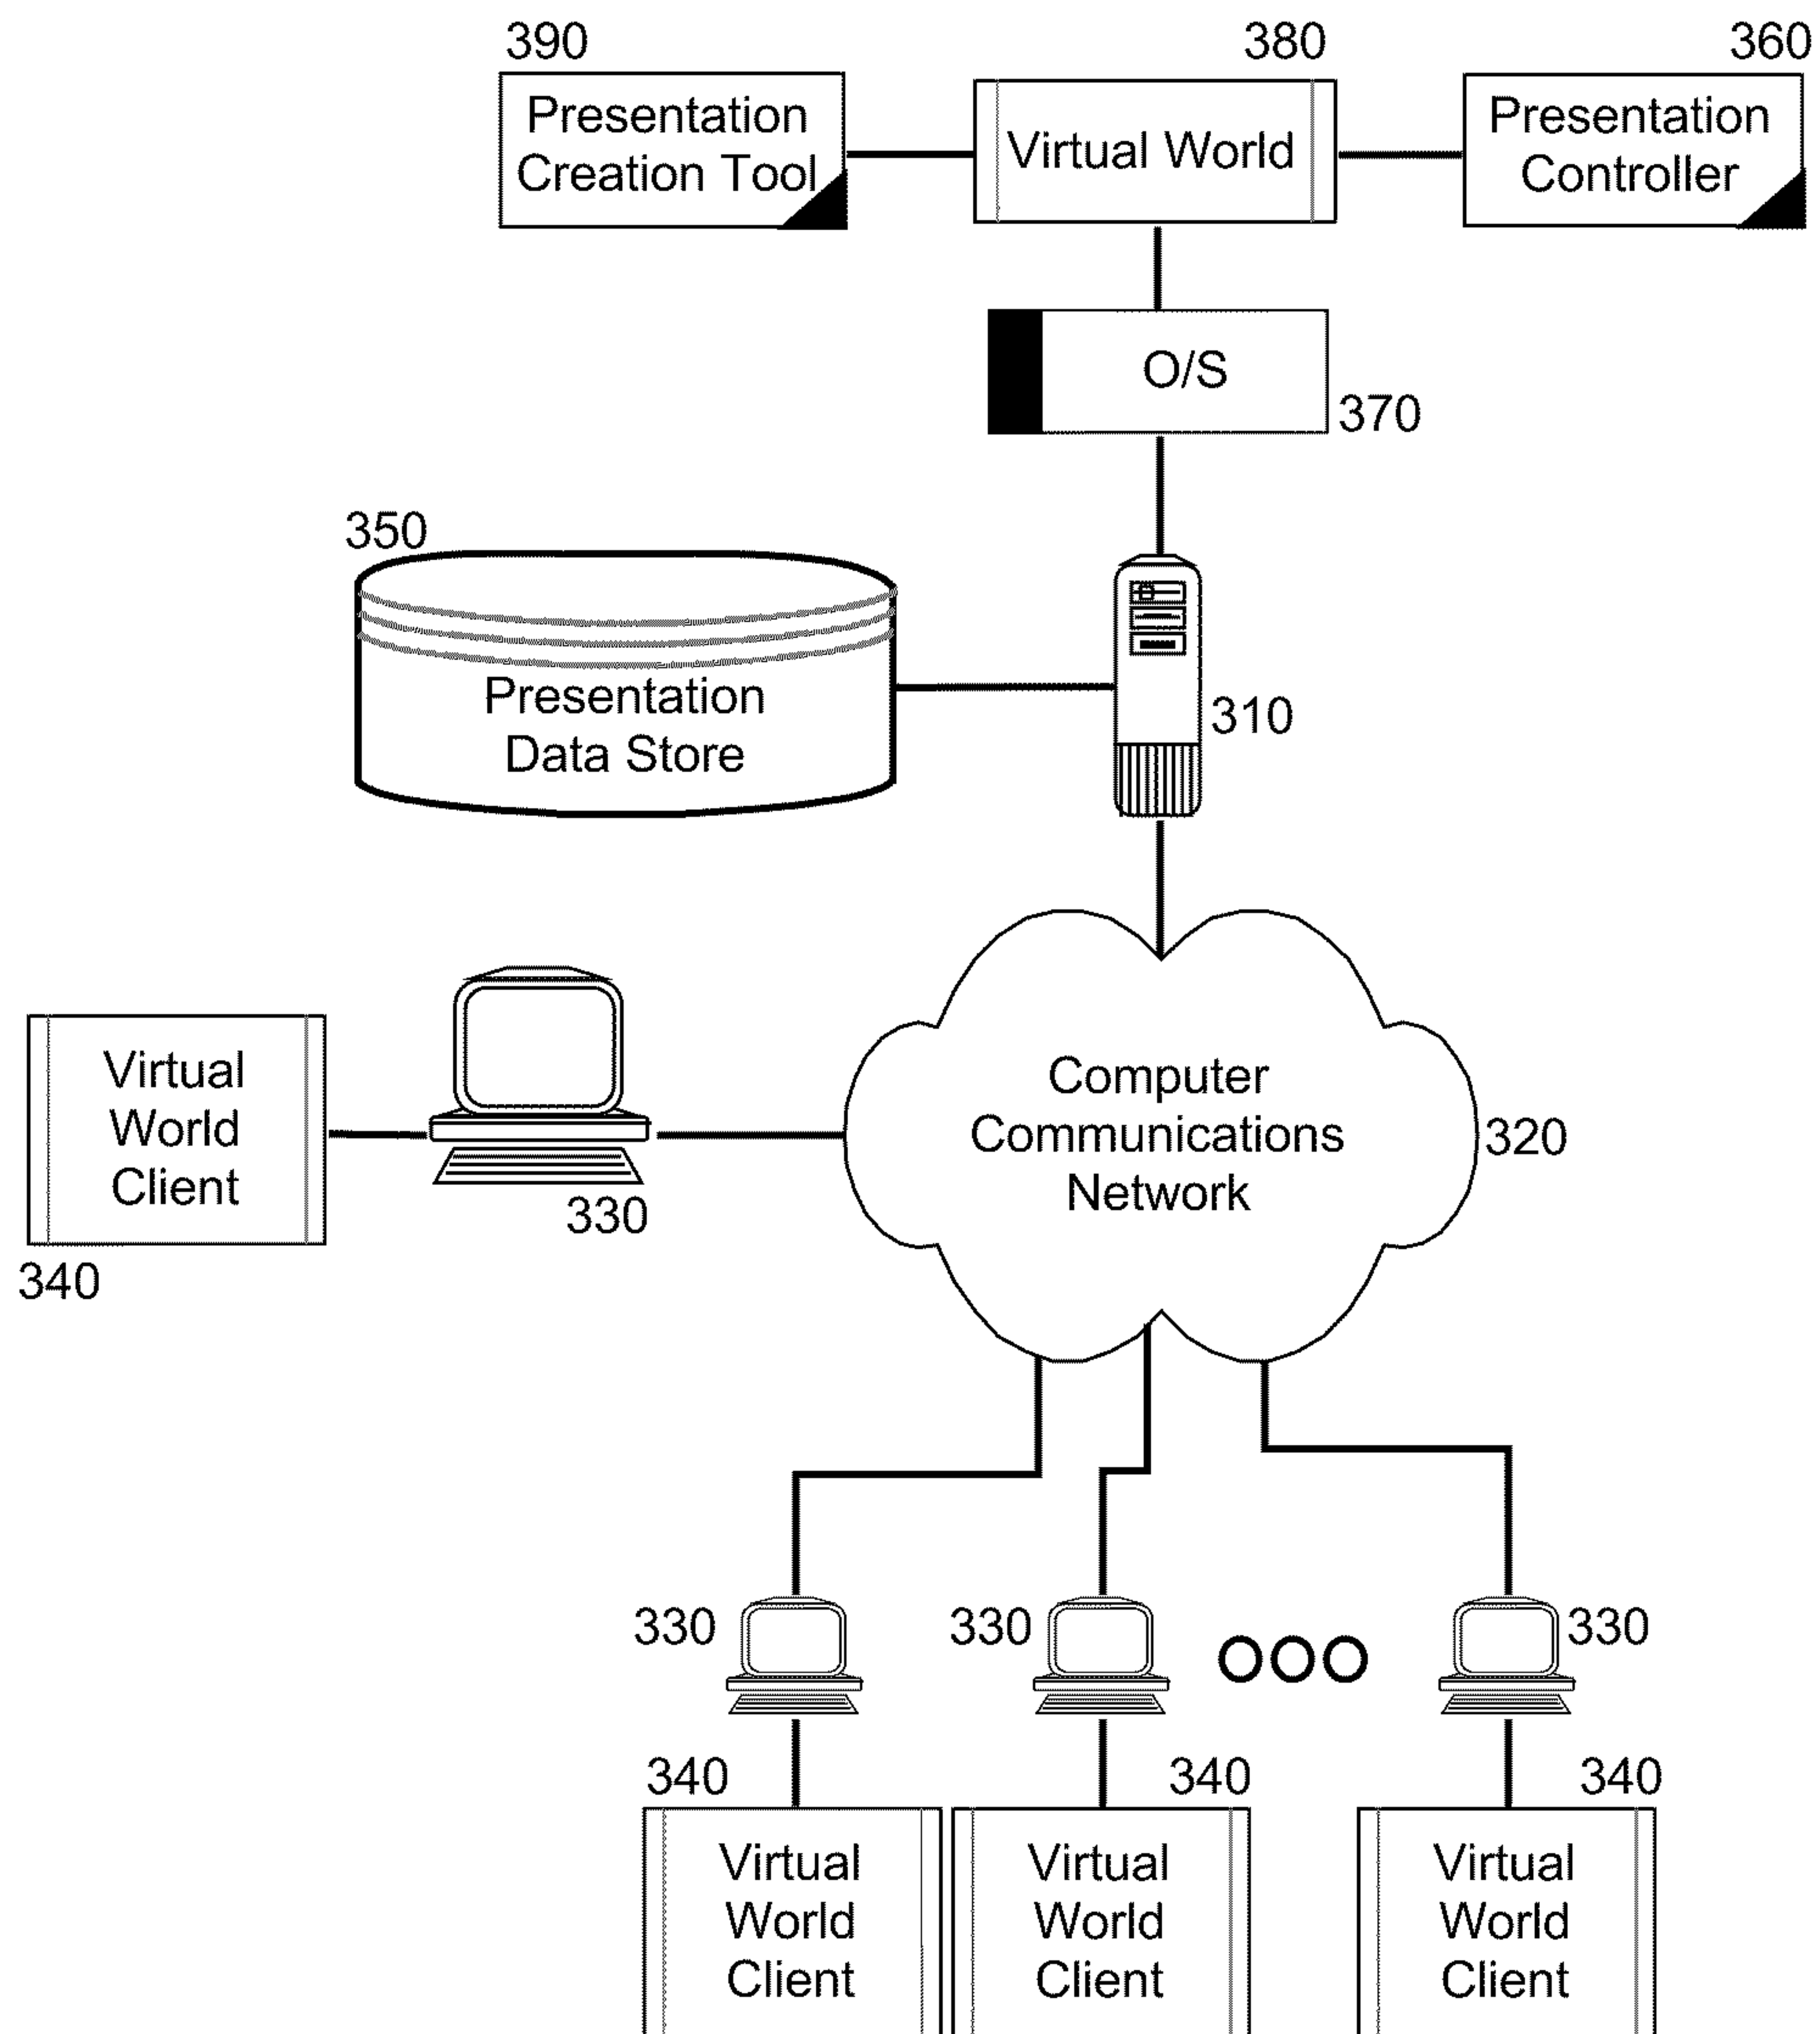 390
380
360
Presentation
Creation Tool
Virtual World
Presentation
Controller
O/S
370
350
Presentation
Data Store
310
Virtual
World
Client
340
330
Computer
Communications
Network
320
330
330
330
340
340
340
Virtual
World
Client
Virtual
World
Client
Virtual
World
Client